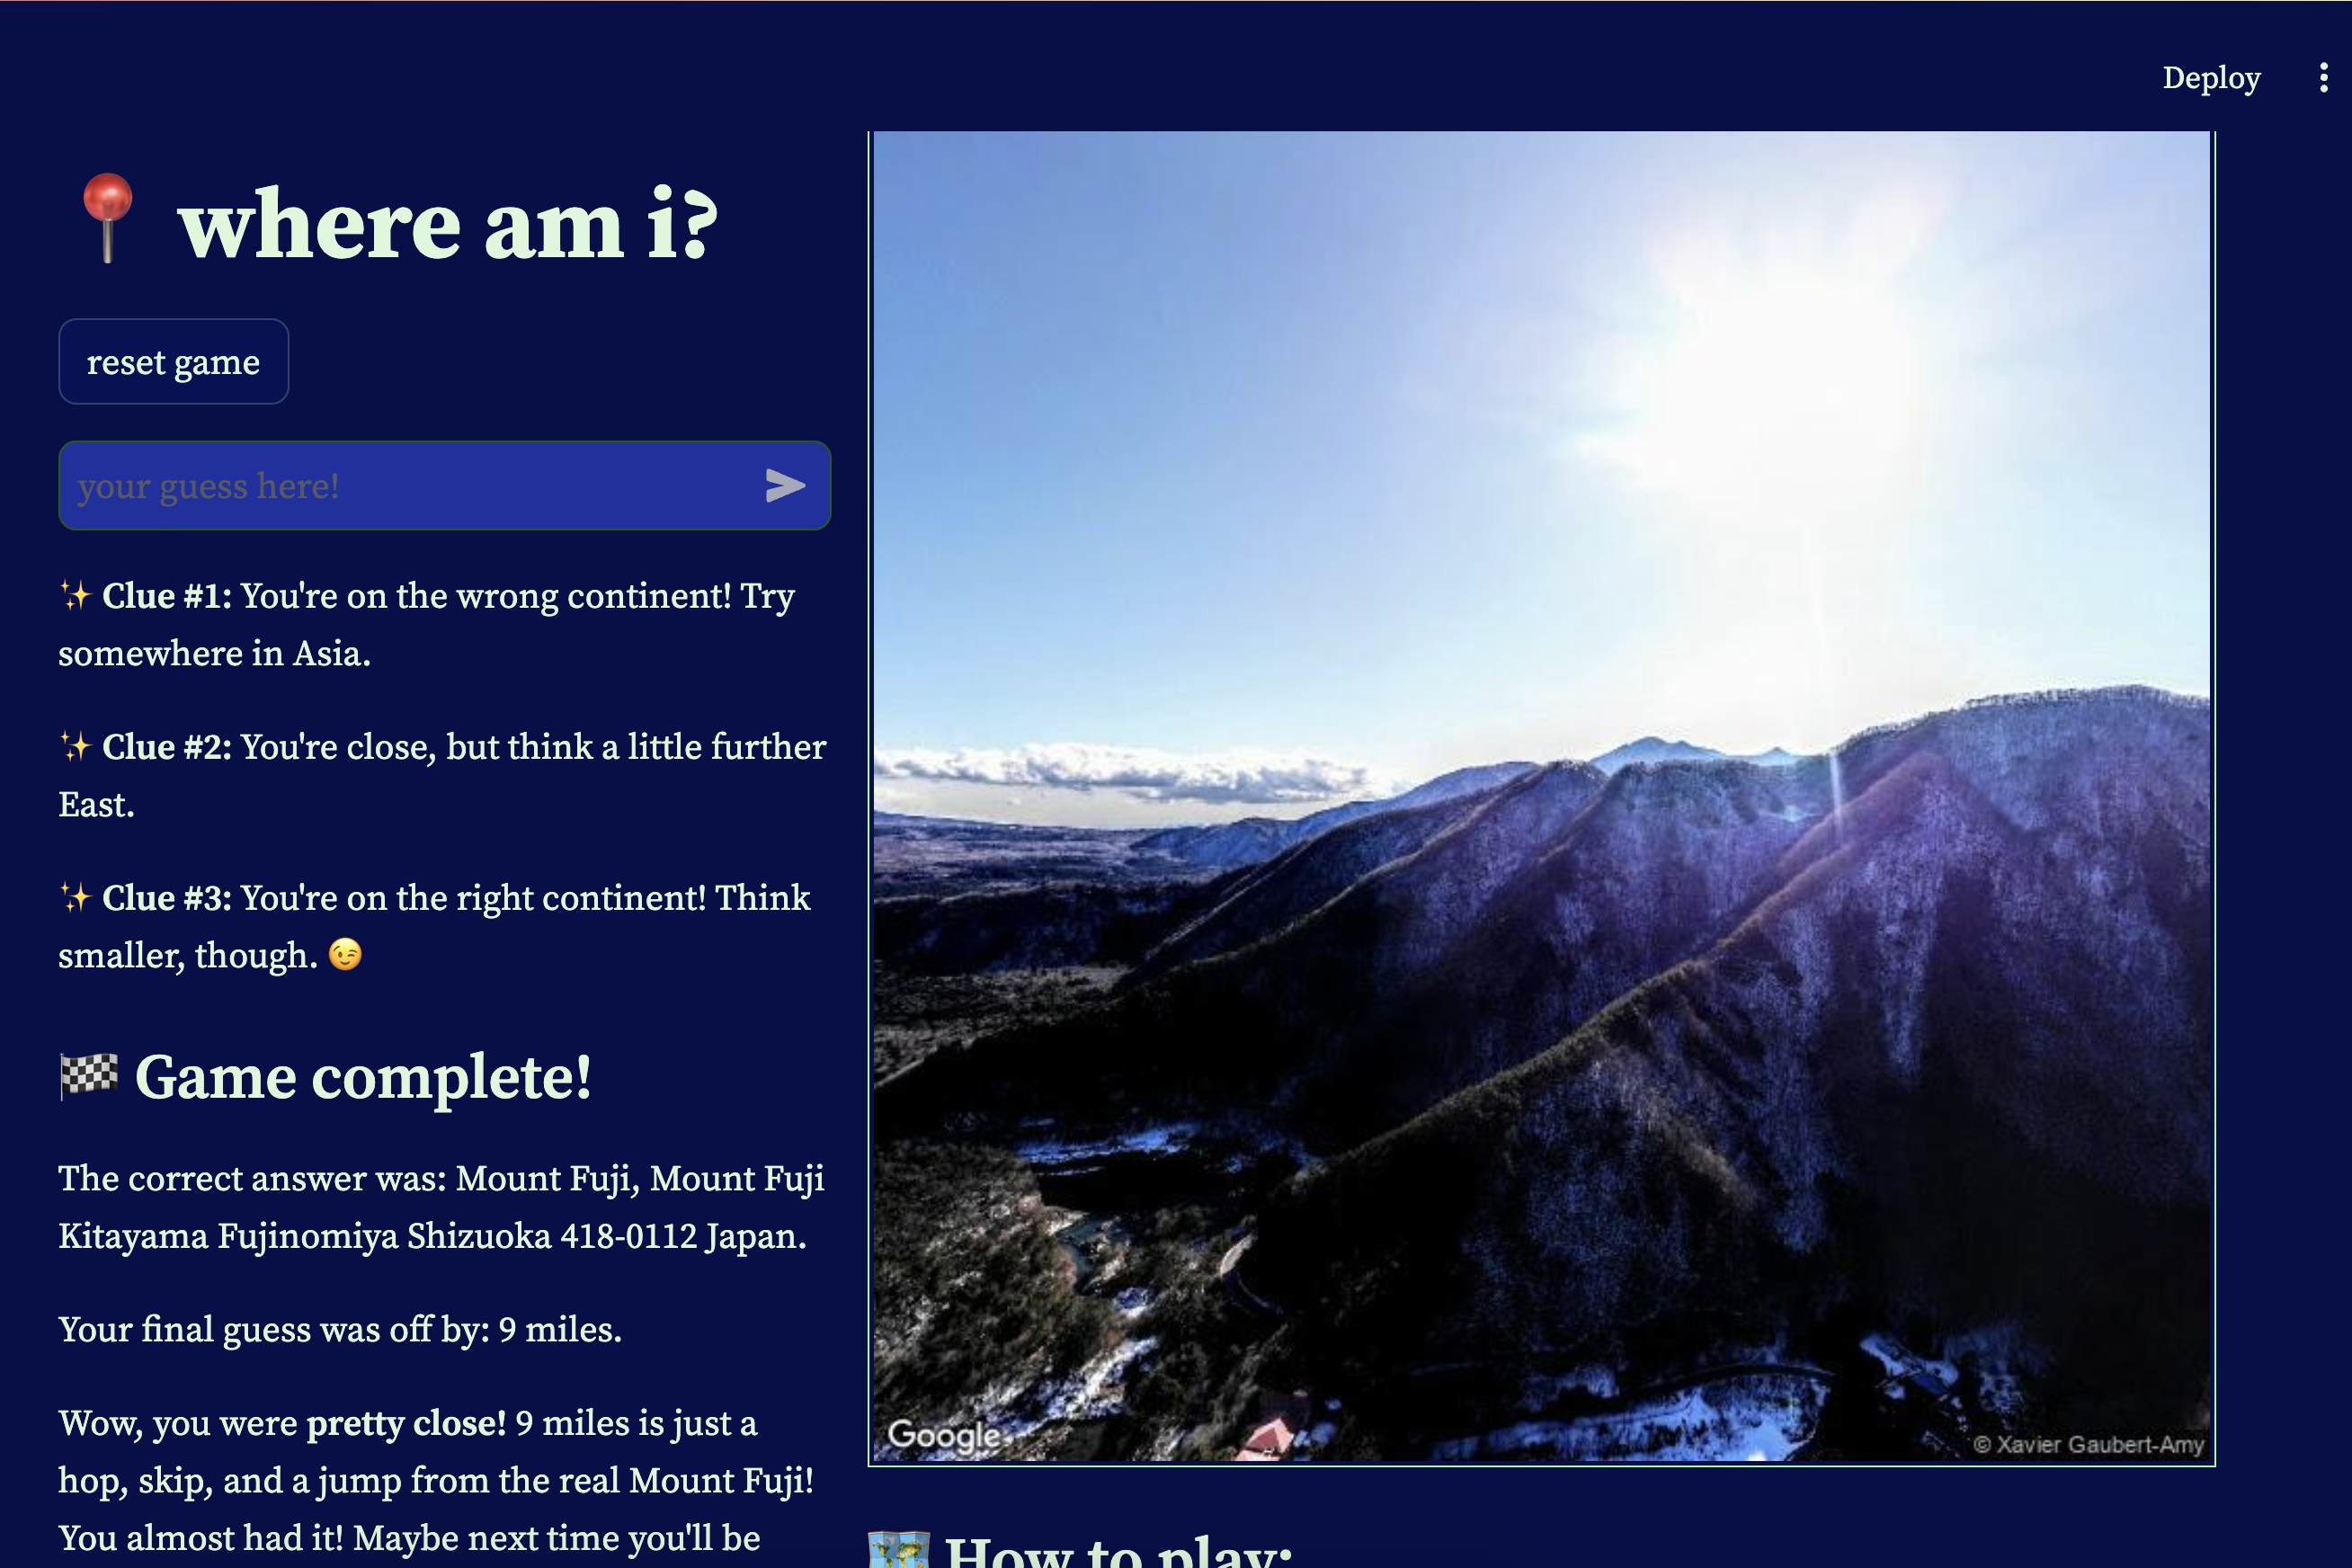 Deploy
where am i?
reset game
your guess here!
✨ Clue #1: You're on the wrong continent! Try
somewhere in Asia.
✨ Clue #2: You're close, but think a little further
East.
✨ Clue #3: You're on the right continent! Think
smaller, though. 😉
Game complete!
The correct answer was: Mount Fuji, Mount Fuji
Kitayama Fujinomiya Shizuoka 418-0112 Japan.
Your final guess was off by: 9 miles.
Wow, you were pretty close! 9 miles is just a
hop, skip, and a jump from the real Mount Fuji!
You almost had it! Maybe next time you'll be
Google
© Xavier Gaubert-Amy
How to play: